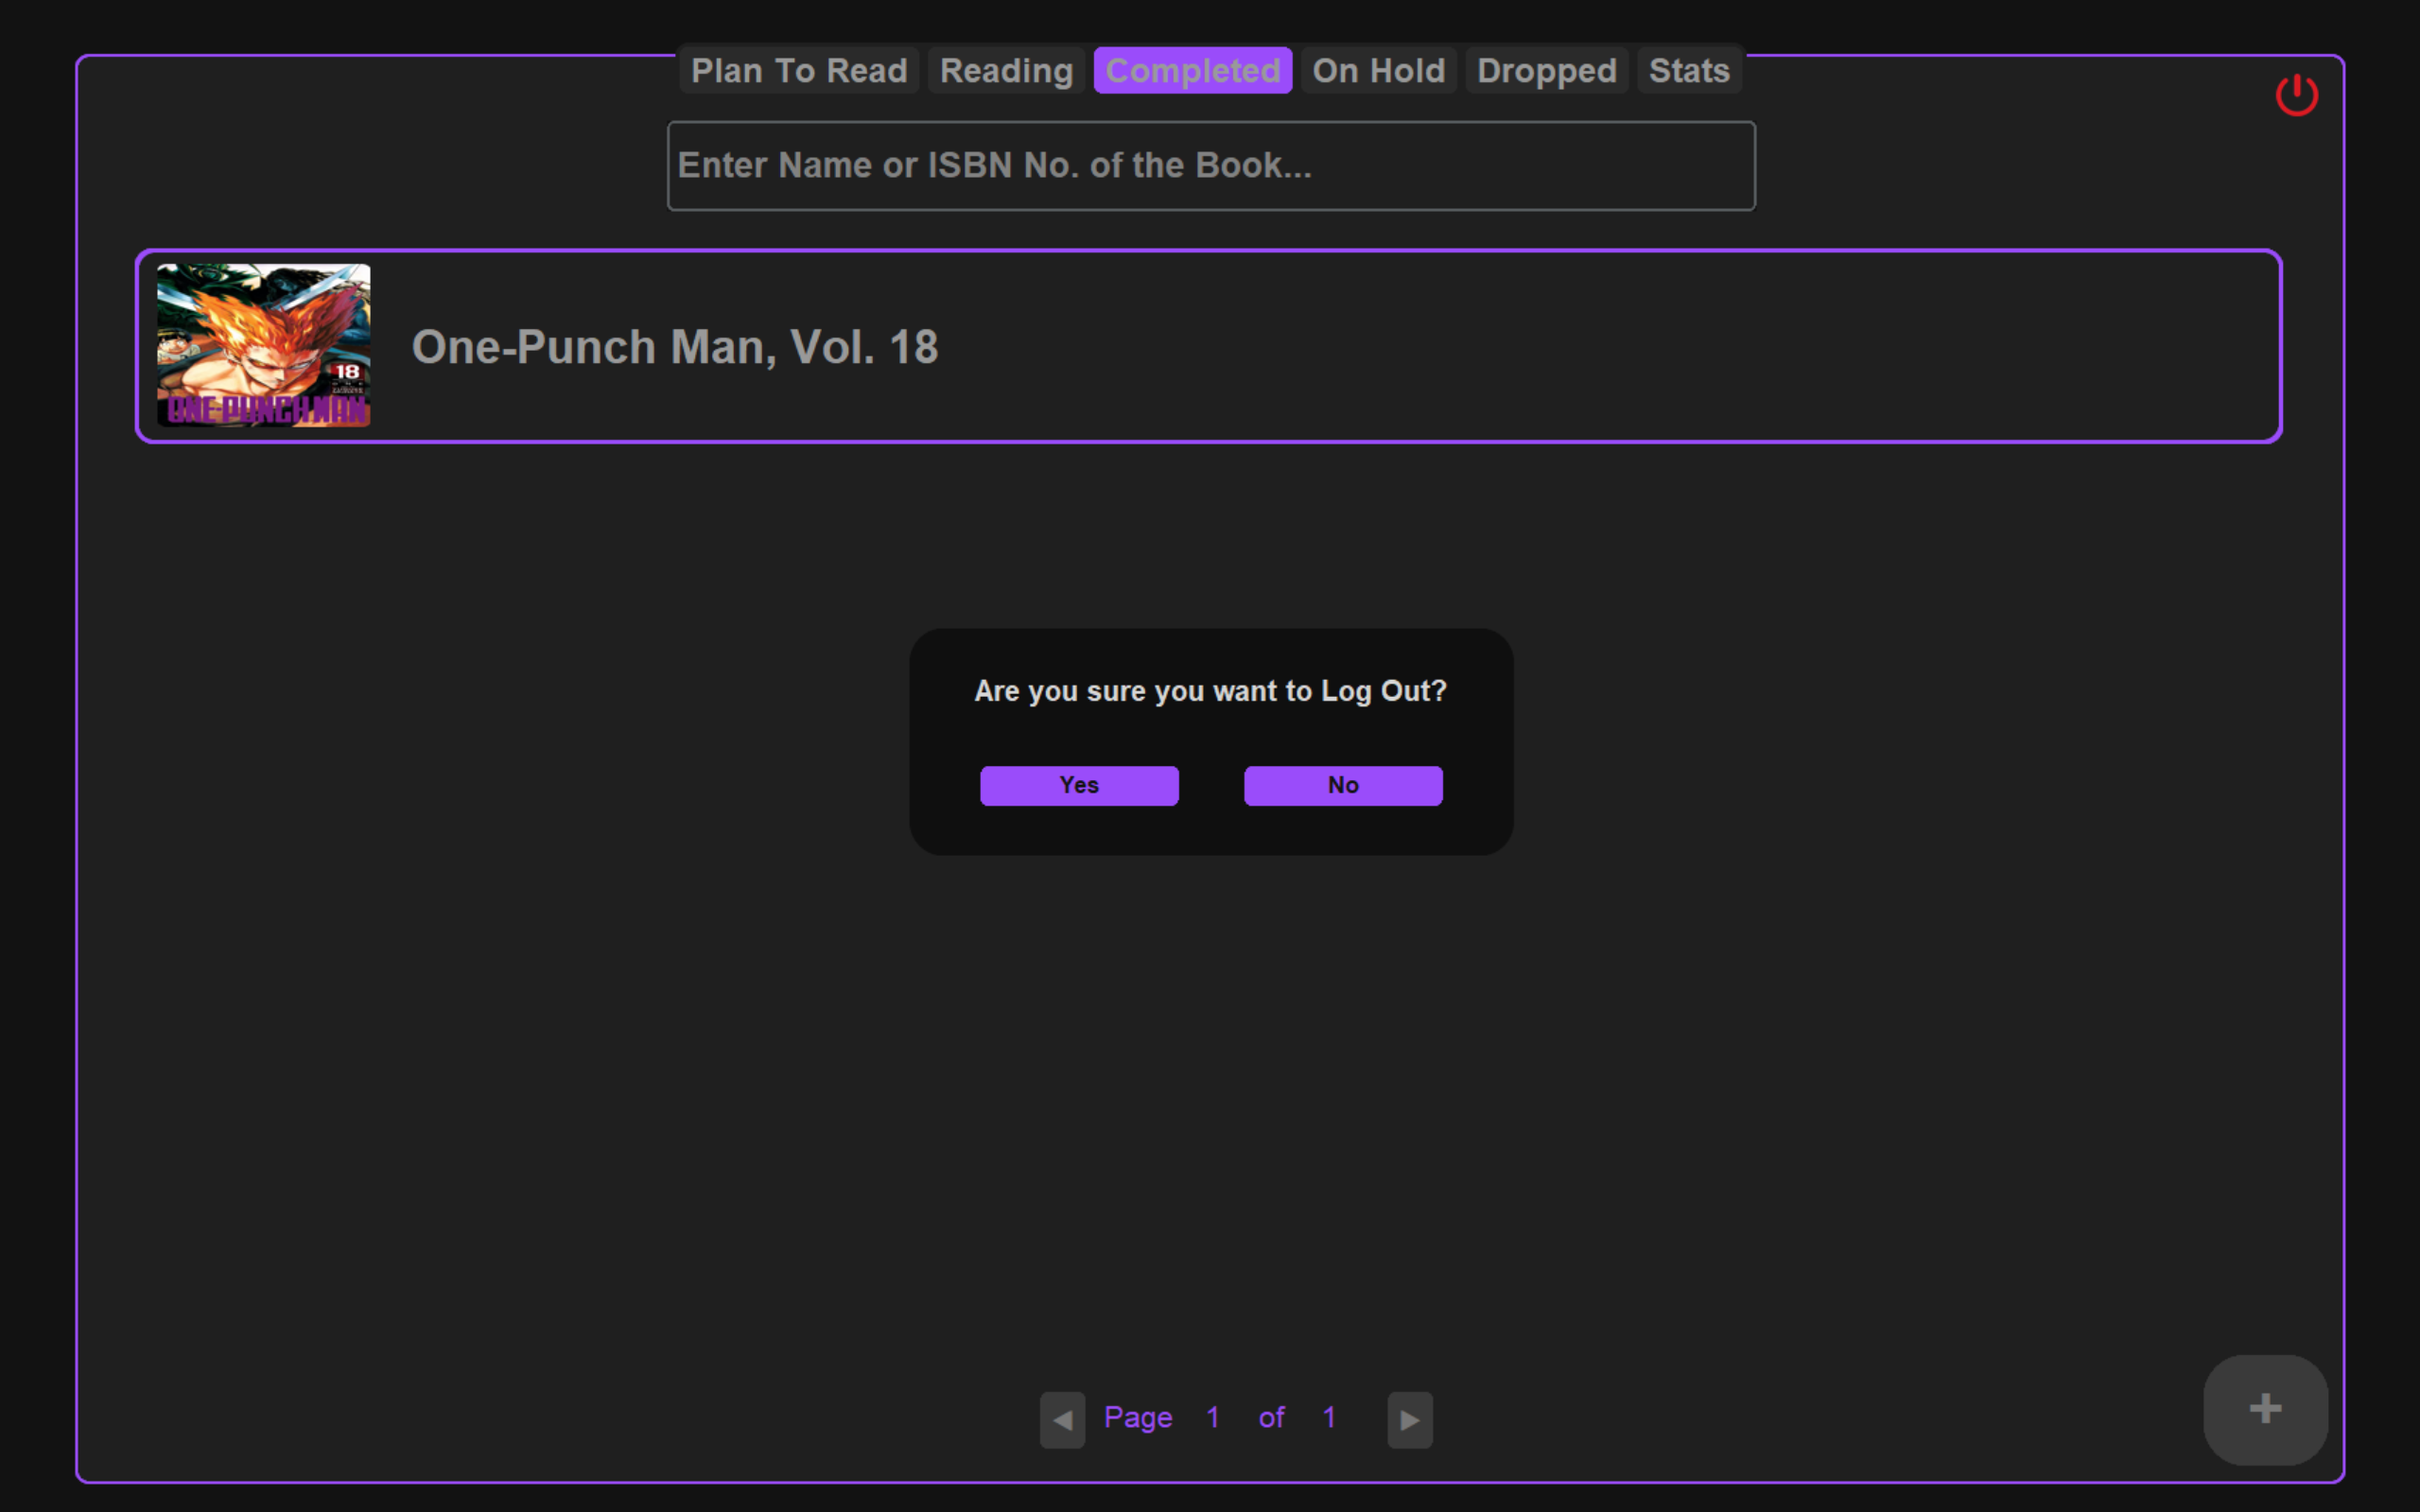 Plan To Read Reading Completed On Hold Dropped Stats
Enter Name or ISBN No. of the Book...
18
ONE-PUNCH MAN
One-Punch Man, Vol. 18
Are you sure you want to Log Out?
Yes No
◀ Page 1 of 1 ▶
+